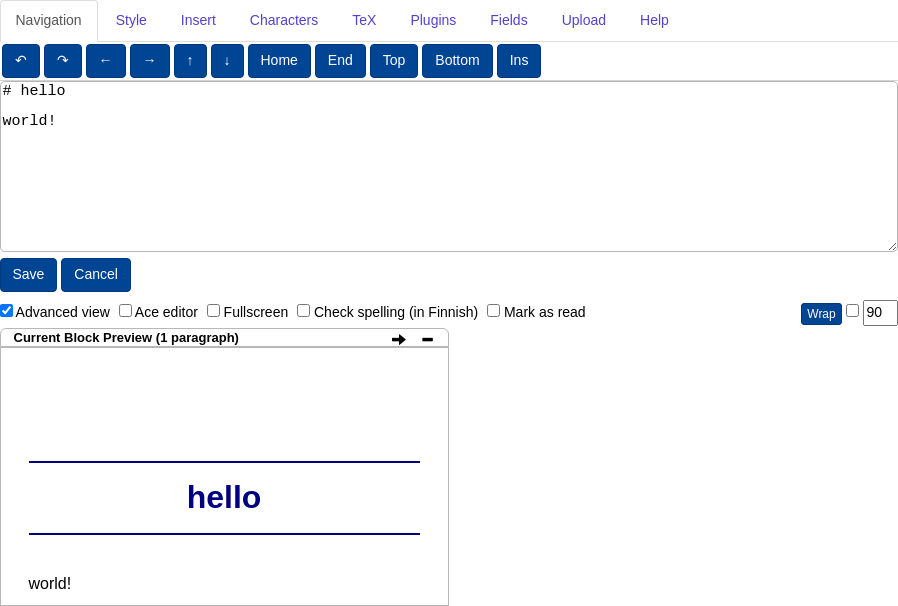 Navigation Style Insert Characters TeX Plugins Fields Upload Help
↶ ↷ ← → ↑ ↓ Home End Top Bottom Ins
# hello
world!
Save Cancel
Advanced view Ace editor Fullscreen Check spelling (in Finnish) Mark as read Wrap 90
Current Block Preview (1 paragraph)
hello
world!